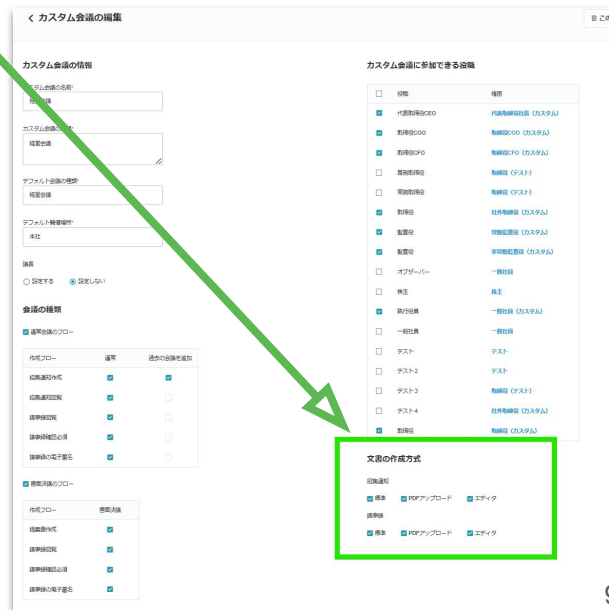 < カスタム会議の編集
この
カスタム会議の情報
経営会議
経営会議
デフォルト会議の種類*
経営会議
デフォルト開催場所*
本社
議長
設定する 設定しない
会議の種類
通常会議のフロー
作成フロー 通常 過去の会議を追加
招集通知作成
招集通知回覧
議事録回覧
議事録確認必須
議事録の電子署名
書面決議のフロー
作成フロー 書面決議
提案書作成
議事録回覧
議事録確認必須
議事録の電子署名
カスタム会議に参加できる役職
役職 権限
代表取締役CEO 代表取締役社長（カスタム）
取締役COO 取締役COO（カスタム）
取締役CFO 取締役CFO（カスタム）
専務取締役 取締役（テスト）
常務取締役 取締役（テスト）
取締役 社外取締役（カスタム）
監査役 常勤監査役（カスタム）
監査役 非常勤監査役（カスタム）
オブザーバー 一般社員
株主 株主
執行役員 一般社員（カスタム）
一般社員 一般社員
テスト テスト
テスト２ テスト
テスト３ 取締役（テスト）
テスト４ 社外取締役（カスタム）
取締役 取締役（カスタム）
文書の作成方式
招集通知
標準 PDFアップロード エディタ
議事録
標準 PDFアップロード エディタ